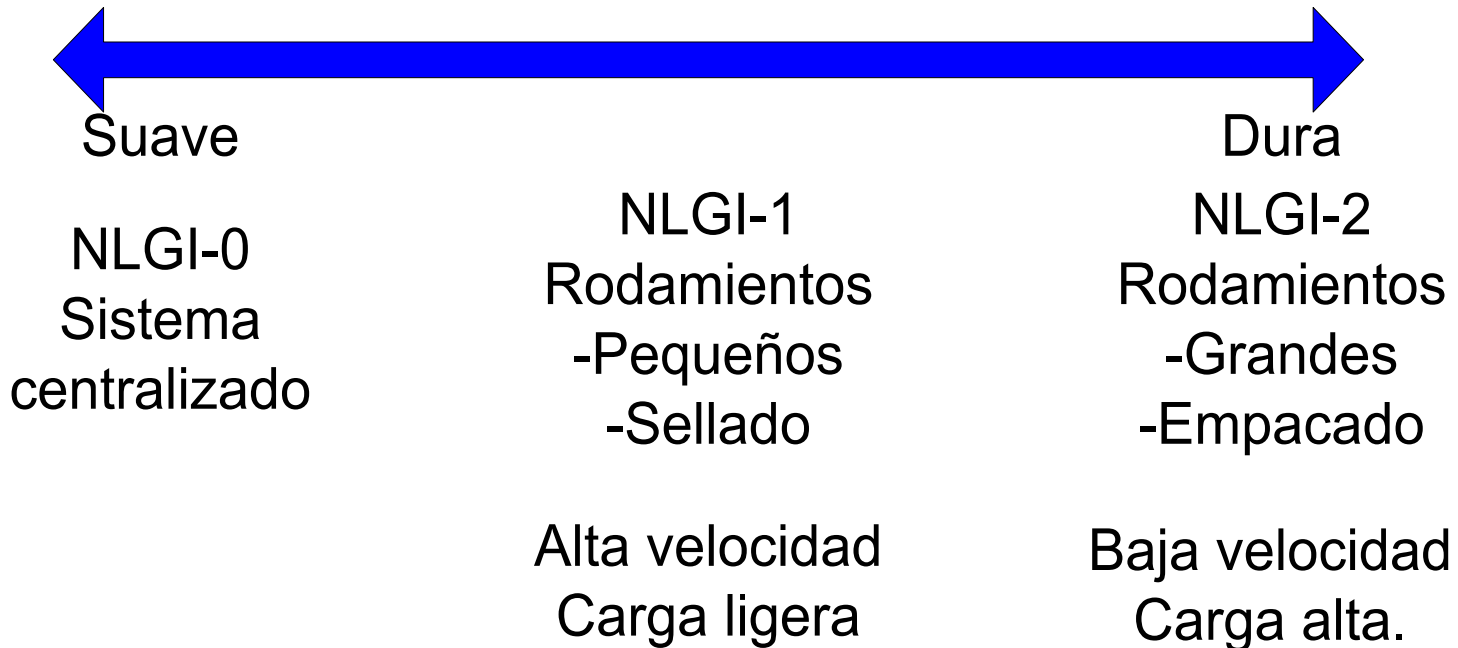 Suave
Dura
NLGI-0
Sistema
centralizado
NLGI-1
Rodamientos
-Pequeños
-Sellado
Alta velocidad
Carga ligera
NLGI-2
Rodamientos
-Grandes
-Empacado
Baja velocidad
Carga alta.